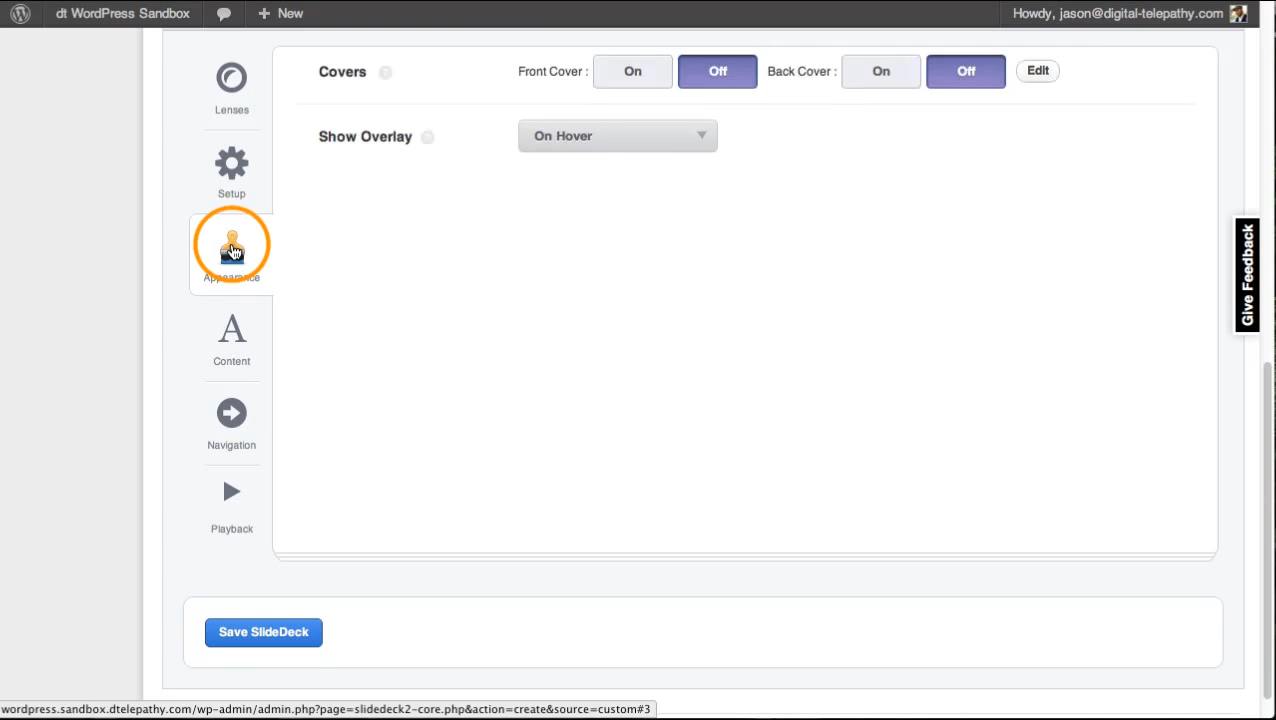 dt WordPress Sandbox
New
Howdy, jason@digital-telepathy.com
Lenses
Setup
Appearance
Content
Navigation
Playback
Covers ?
Front Cover : On Off Back Cover : On Off Edit
Show Overlay ?
On Hover
Give Feedback
Save SlideDeck
wordpress.sandbox.dtelepathy.com/wp-admin/admin.php?page=slidedeck2-core.php&action=create&source=custom#3